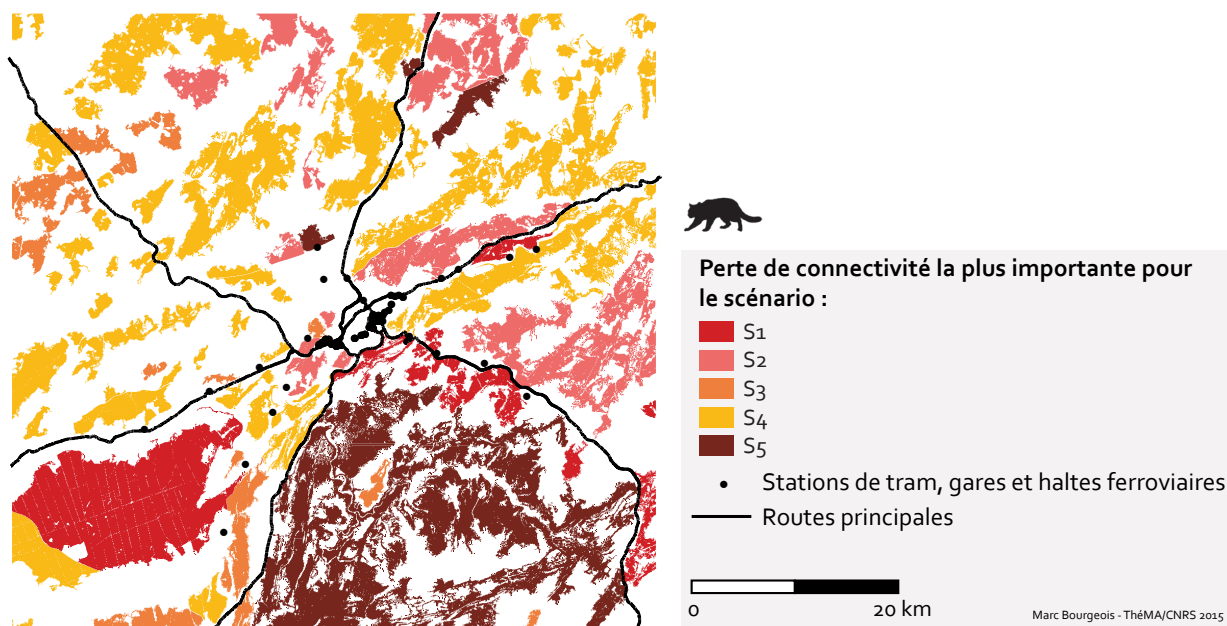 Perte de connectivité la plus importante pour
le scénario :
S1
S2
S3
S4
S5
Stations de tram, gares et haltes ferroviaires
Routes principales
0 20 km
Marc Bourgeois - ThéMA/CNRS 2015